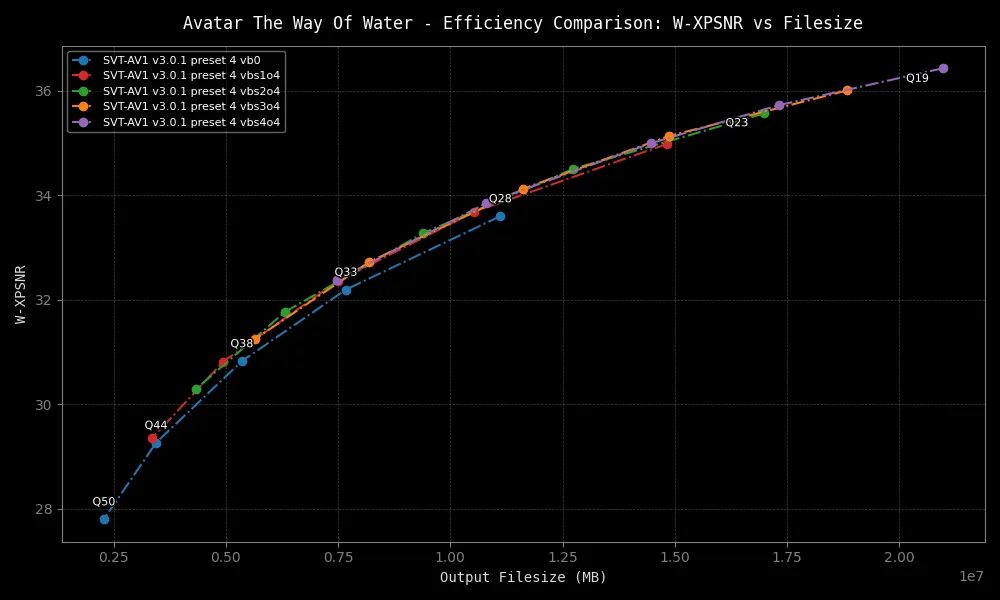 Avatar The Way Of Water - Efficiency Comparison: W-XPSNR vs Filesize
SVT-AV1 v3.0.1 preset 4 vb0
SVT-AV1 v3.0.1 preset 4 vbs1o4
SVT-AV1 v3.0.1 preset 4 vbs2o4
SVT-AV1 v3.0.1 preset 4 vbs3o4
SVT-AV1 v3.0.1 preset 4 vbs4o4
Q19
Q23
Q28
Q33
Q38
Q44
Q50
W-XPSNR
36
34
32
30
28
0.25 0.50 0.75 1.00 1.25 1.50 1.75 2.00
1e7
Output Filesize (MB)